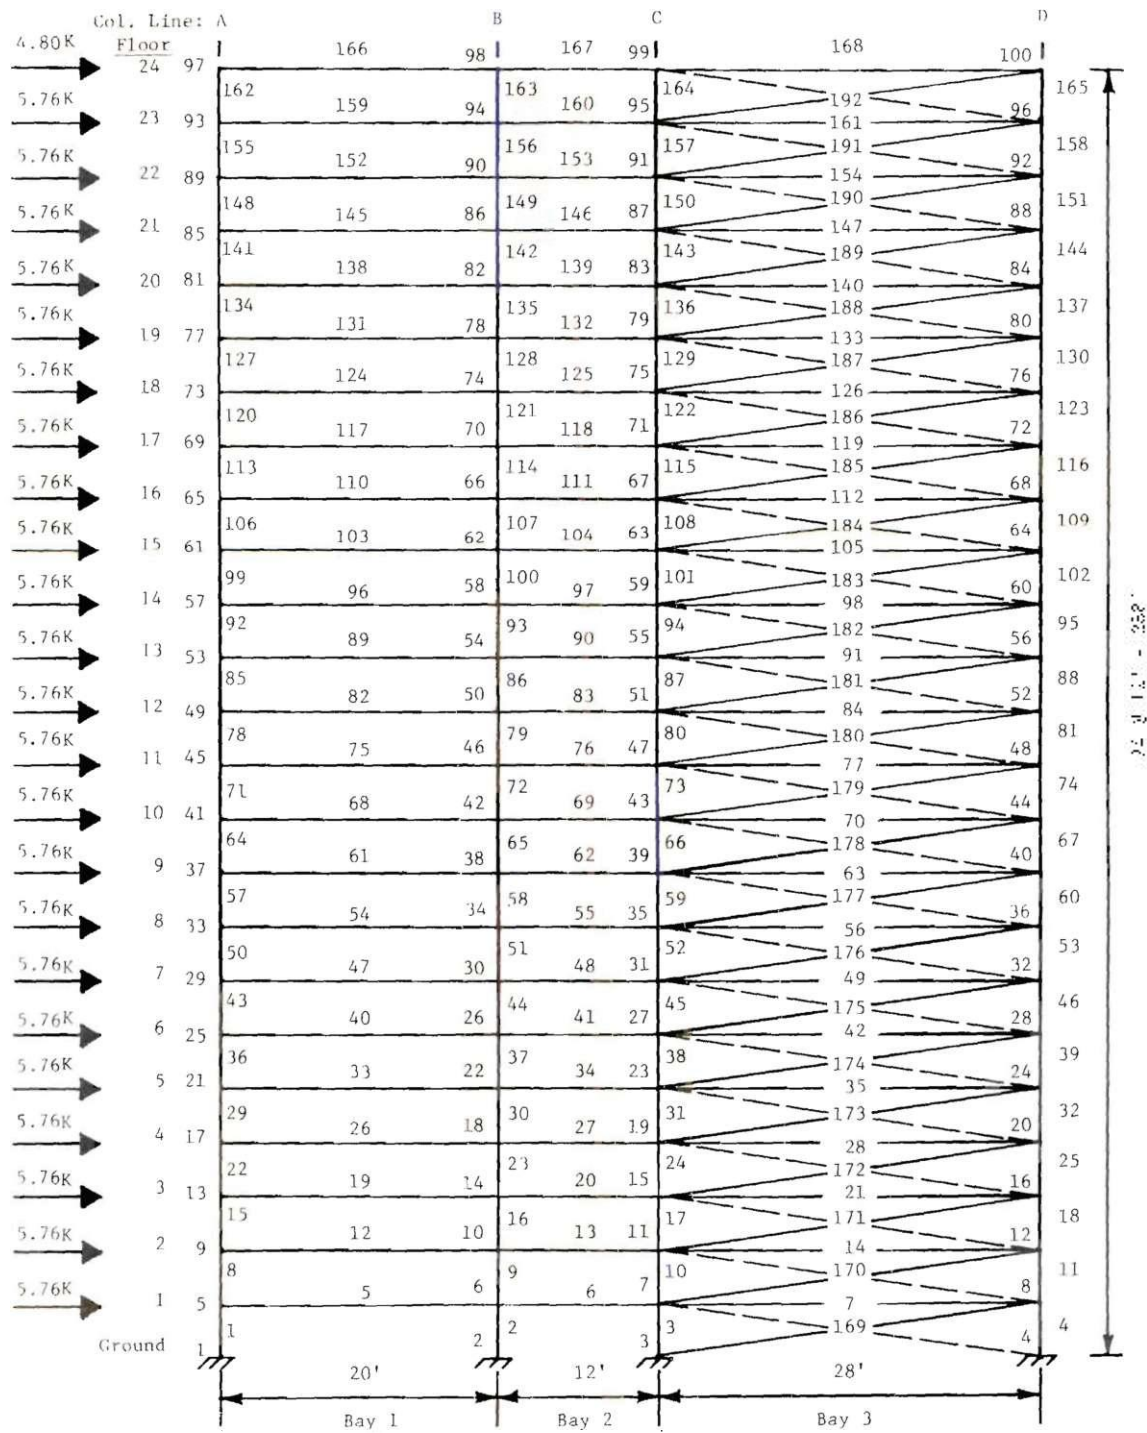 Col. Line: A B C D
4.80K Floor 166 98 167 99 168 100
24 97
162 163 164 165
5.76K 159 94 160 95 192 96
23 93 161
155 156 157 158
5.76K 152 90 153 91 191 92
22 89 154
148 149 150 151
5.76K 145 86 146 87 190 88
21 85 147
141 142 143 144
5.76K 138 82 139 83 189 84
20 81 140
134 135 136 137
5.76K 131 78 132 79 188 80
19 77 133
127 128 129 130
5.76K 124 74 125 75 187 76
18 73 126
120 121 122 123
5.76K 117 70 118 71 186 72
17 69 119
113 114 115 116
5.76K 110 66 111 67 185 68
16 65 112
106 107 108 109
5.76K 103 62 104 63 184 64
15 61 105
99 100 101 102
5.76K 96 58 97 59 183 60
14 57 98
92 93 94 95
5.76K 89 54 90 55 182 56
13 53 91
85 86 87 88
5.76K 82 50 83 51 181 52
12 49 84
78 79 80 81
5.76K 75 46 76 47 180 48
11 45 77
71 72 73 74
5.76K 68 42 69 43 179 44
10 41 70
64 65 66 67
5.76K 61 38 62 39 178 40
9 37 63
57 58 59 60
5.76K 54 34 55 35 177 36
8 33 56
50 51 52 53
5.76K 47 30 48 31 176 32
7 29 49
43 44 45 46
5.76K 40 26 41 27 175 28
6 25 42
36 37 38 39
5.76K 33 22 34 23 174 24
5 21 35
29 30 31 32
5.76K 26 18 27 19 173 20
4 17 28
22 23 24 25
5.76K 19 14 20 15 172 16
3 13 21
15 16 17 18
5.76K 12 10 13 11 171 12
2 9 14
8 9 10 11
5.76K 5 6 6 7 170 8
1 5 7
1 2 3 4
Ground 1 2 3 169 4
20' 12' 28'
Bay 1 Bay 2 Bay 3